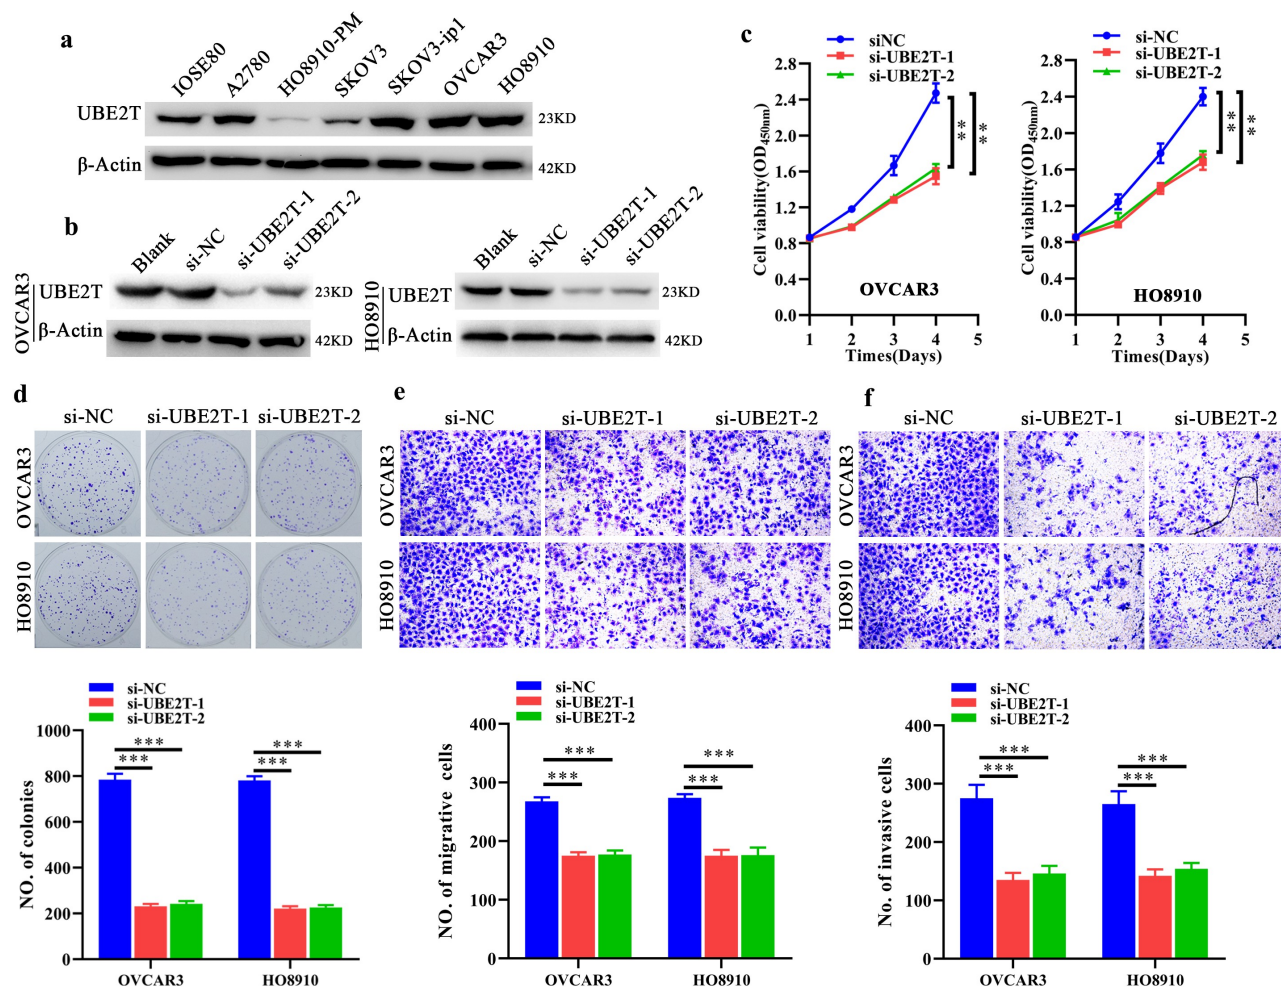 a
IOSE80 A2780 HO8910-PM SKOV3 SKOV3-ip1 OVCAR3 HO8910
UBE2T 23KD
β-Actin 42KD
b
Blank si-NC si-UBE2T-1 si-UBE2T-2
OVCAR3
UBE2T 23KD
β-Actin 42KD
Blank si-NC si-UBE2T-1 si-UBE2T-2
HO8910
UBE2T 23KD
β-Actin 42KD
c
siNC
si-UBE2T-1
si-UBE2T-2
Cell viability(OD450nm)
2.8
2.4
2.0
1.6
1.2
0.8
0.4
0.0
**
**
OVCAR3
1 2 3 4 5
Times(Days)
si-NC
si-UBE2T-1
si-UBE2T-2
Cell viability(OD450nm)
2.8
2.4
2.0
1.6
1.2
0.8
0.4
0.0
**
**
HO8910
1 2 3 4 5
Times(Days)
d
si-NC si-UBE2T-1 si-UBE2T-2
OVCAR3
HO8910
si-NC
si-UBE2T-1
si-UBE2T-2
NO. of colonies
1000
800
600
400
200
0
*** ***
*** ***
OVCAR3 HO8910
e
si-NC si-UBE2T-1 si-UBE2T-2
OVCAR3
HO8910
si-NC
si-UBE2T-1
si-UBE2T-2
NO. of migrative cells
400
300
200
100
0
*** ***
*** ***
OVCAR3 HO8910
f
si-NC si-UBE2T-1 si-UBE2T-2
OVCAR3
HO8910
si-NC
si-UBE2T-1
si-UBE2T-2
No. of invasive cells
400
300
200
100
0
*** ***
*** ***
OVCAR3 HO8910